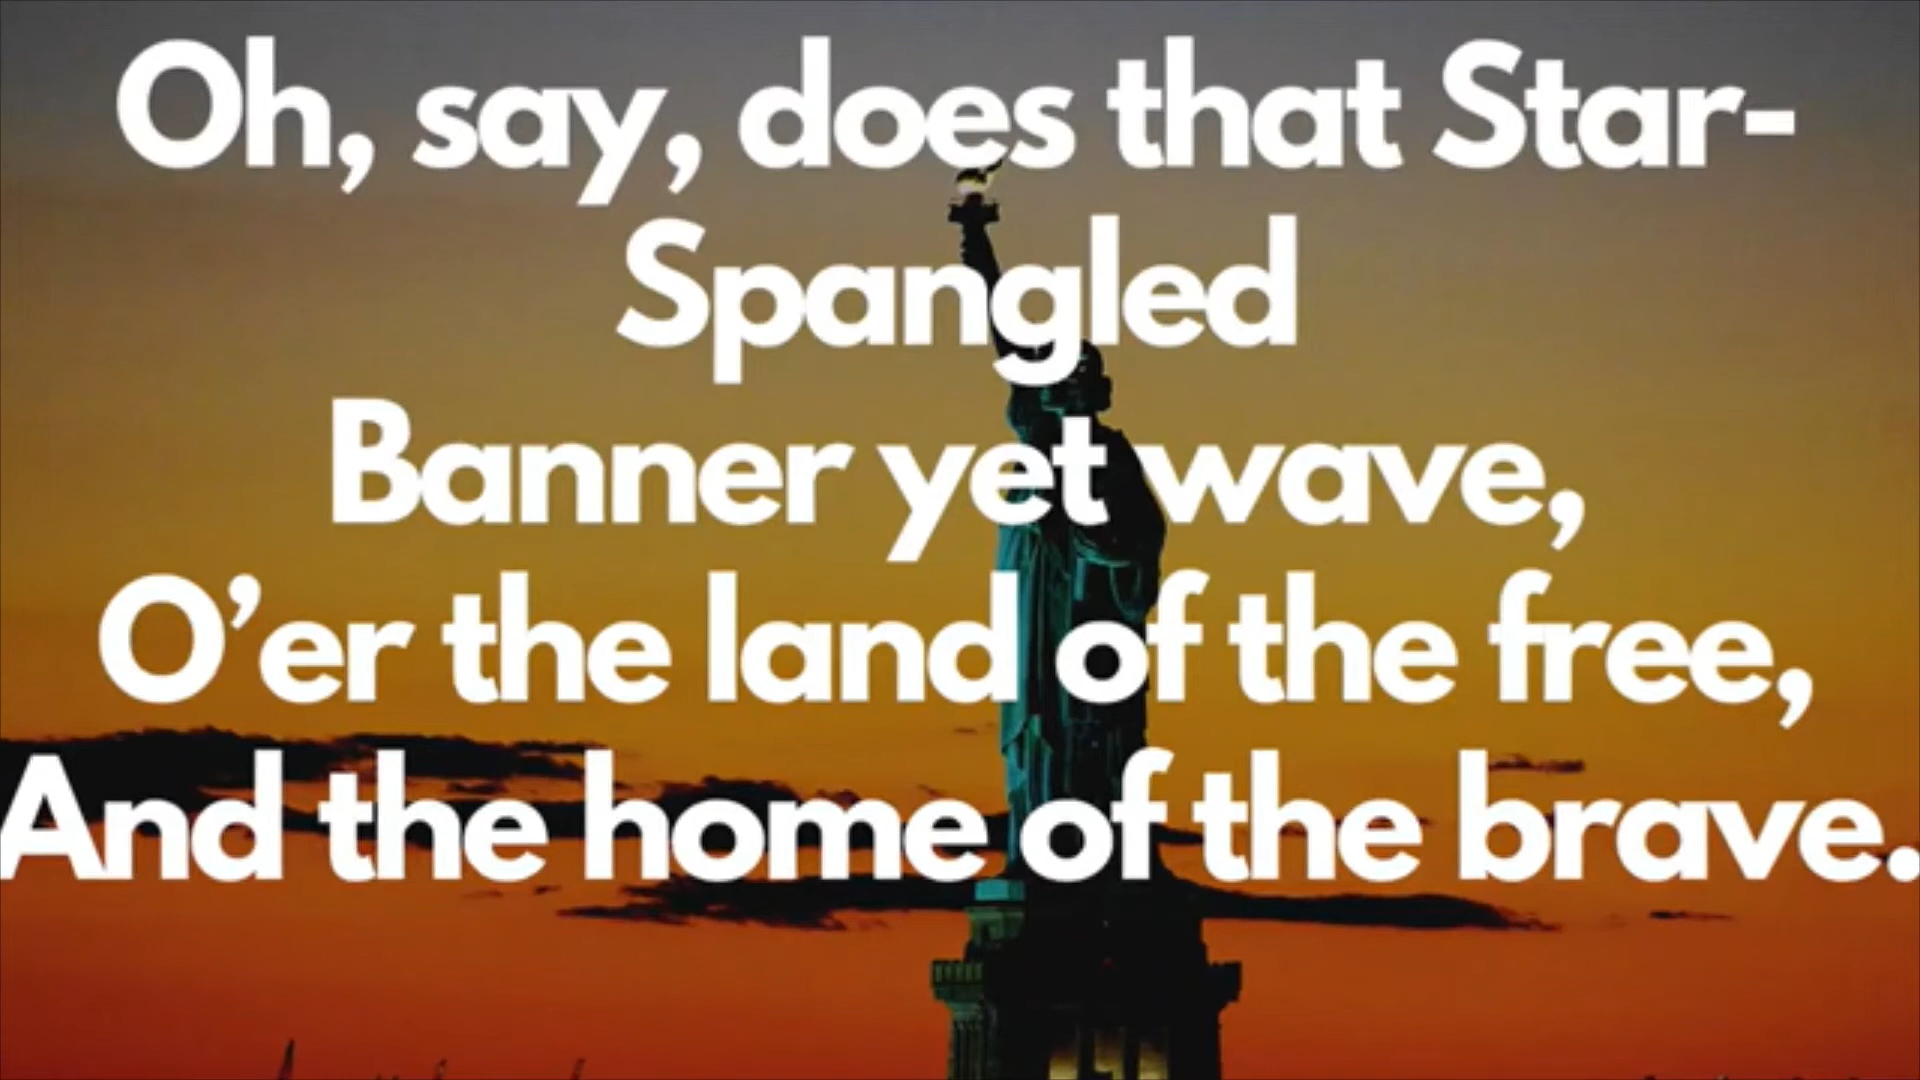 Oh, say, does that Star-
Spangled
Banner yet wave,
O’er the land of the free,
And the home of the brave.